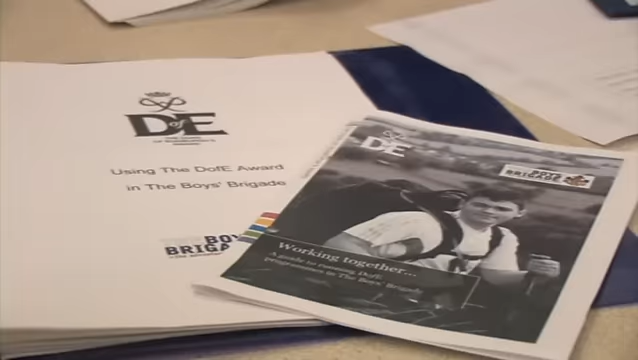 DofE
Using The DofE Award
in The Boys' Brigade
BRIGADE
DofE
BOYS'
BRIGADE
Working together...
A guide to running DofE
programmes in The Boys' Brigade